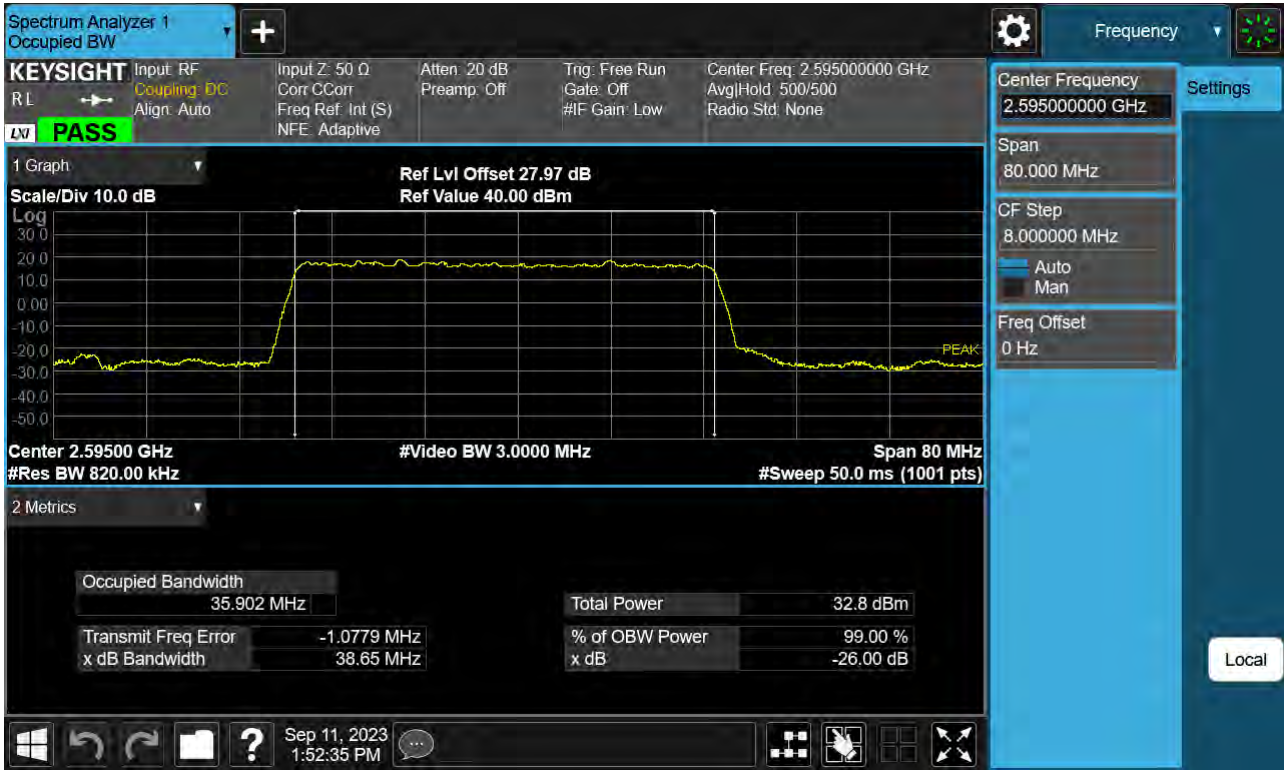 Spectrum Analyzer 1
Occupied BW
Frequency
KEYSIGHT
RL
LXI
PASS
Input: RF
Coupling: DC
Align: Auto
Input Z: 50 Ω
Corr CCorr
Freq Ref: Int (S)
NFE: Adaptive
Atten: 20 dB
Preamp: Off
Trig: Free Run
Gate: Off
#IF Gain: Low
Center Freq: 2.595000000 GHz
Avg|Hold: 500/500
Radio Std: None
Center Frequency
2.595000000 GHz
Settings
Span
80.000 MHz
CF Step
8.000000 MHz
Auto
Man
Freq Offset
0 Hz
Local
1 Graph
Scale/Div 10.0 dB
Ref Lvl Offset 27.97 dB
Ref Value 40.00 dBm
Log
30.0
20.0
10.0
0.00
-10.0
-20.0
-30.0
-40.0
-50.0
PEAK
Center 2.59500 GHz
#Video BW 3.0000 MHz
Span 80 MHz
#Res BW 820.00 kHz
#Sweep 50.0 ms (1001 pts)
2 Metrics
Occupied Bandwidth
35.902 MHz
Total Power 32.8 dBm
Transmit Freq Error -1.0779 MHz
% of OBW Power 99.00 %
x dB Bandwidth 38.65 MHz
x dB -26.00 dB
?
Sep 11, 2023
1:52:35 PM